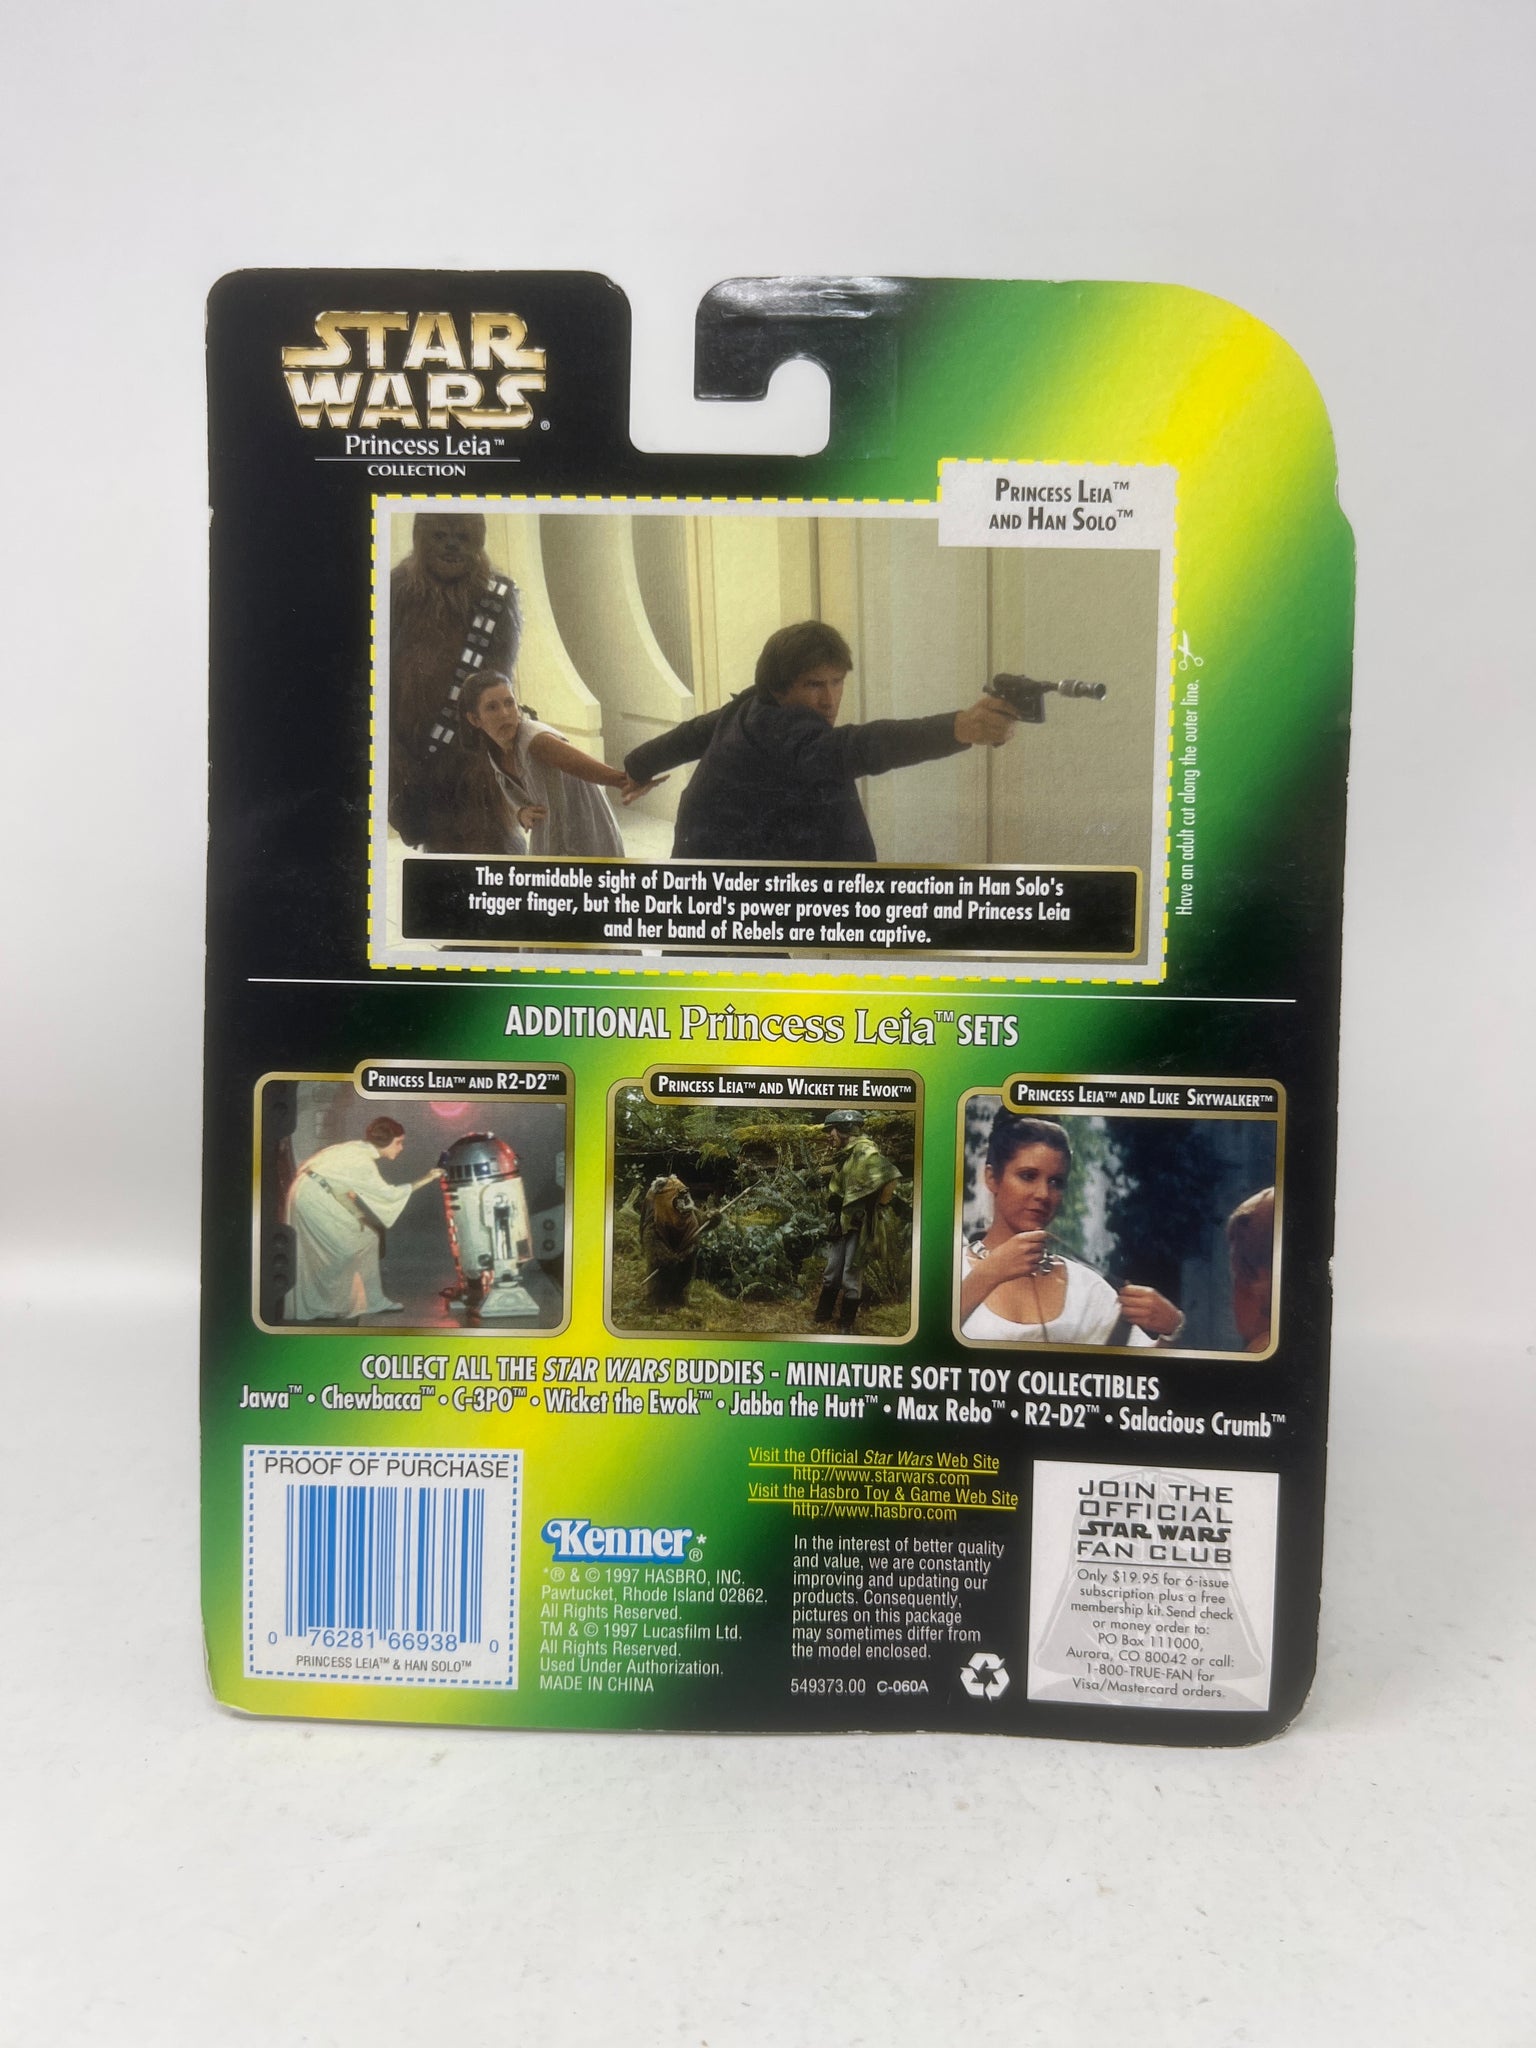 STAR
WARS®
Princess Leia™
COLLECTION
PRINCESS LEIA™
AND HAN SOLO™
Have an adult cut along the outer line.
The formidable sight of Darth Vader strikes a reflex reaction in Han Solo's
trigger finger, but the Dark Lord's power proves too great and Princess Leia
and her band of Rebels are taken captive.
ADDITIONAL Princess Leia™ SETS
PRINCESS LEIA™ AND R2-D2™
PRINCESS LEIA™ AND WICKET THE EWOK™
PRINCESS LEIA™ AND LUKE SKYWALKER™
COLLECT ALL THE STAR WARS BUDDIES - MINIATURE SOFT TOY COLLECTIBLES
Jawa™ • Chewbacca™ • C-3PO™ • Wicket the Ewok™ • Jabba the Hutt™ • Max Rebo™ • R2-D2™ • Salacious Crumb™
PROOF OF PURCHASE
0 76281 66938 0
PRINCESS LEIA™ & HAN SOLO™
Kenner®*
*® & © 1997 HASBRO, INC.
Pawtucket, Rhode Island 02862.
All Rights Reserved.
TM & © 1997 Lucasfilm Ltd.
All Rights Reserved.
Used Under Authorization.
MADE IN CHINA
Visit the Official Star Wars Web Site
http://www.starwars.com
Visit the Hasbro Toy & Game Web Site
http://www.hasbro.com
In the interest of better quality
and value, we are constantly
improving and updating our
products. Consequently,
pictures on this package
may sometimes differ from
the model enclosed.
549373.00 C-060A
JOIN THE
OFFICIAL
STAR WARS
FAN CLUB
Only $19.95 for 6-issue
subscription plus a free
membership kit. Send check
or money order to:
PO Box 111000,
Aurora, CO 80042 or call:
1-800-TRUE-FAN for
Visa/Mastercard orders.